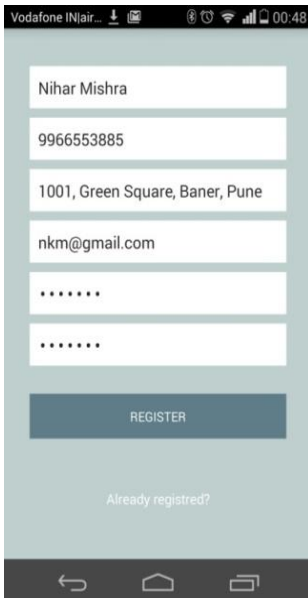 Vodafone IN|air... 00:48
Nihar Mishra
9966553885
1001, Green Square, Baner, Pune
nkm@gmail.com
•••••••
•••••••
REGISTER
Already registred?